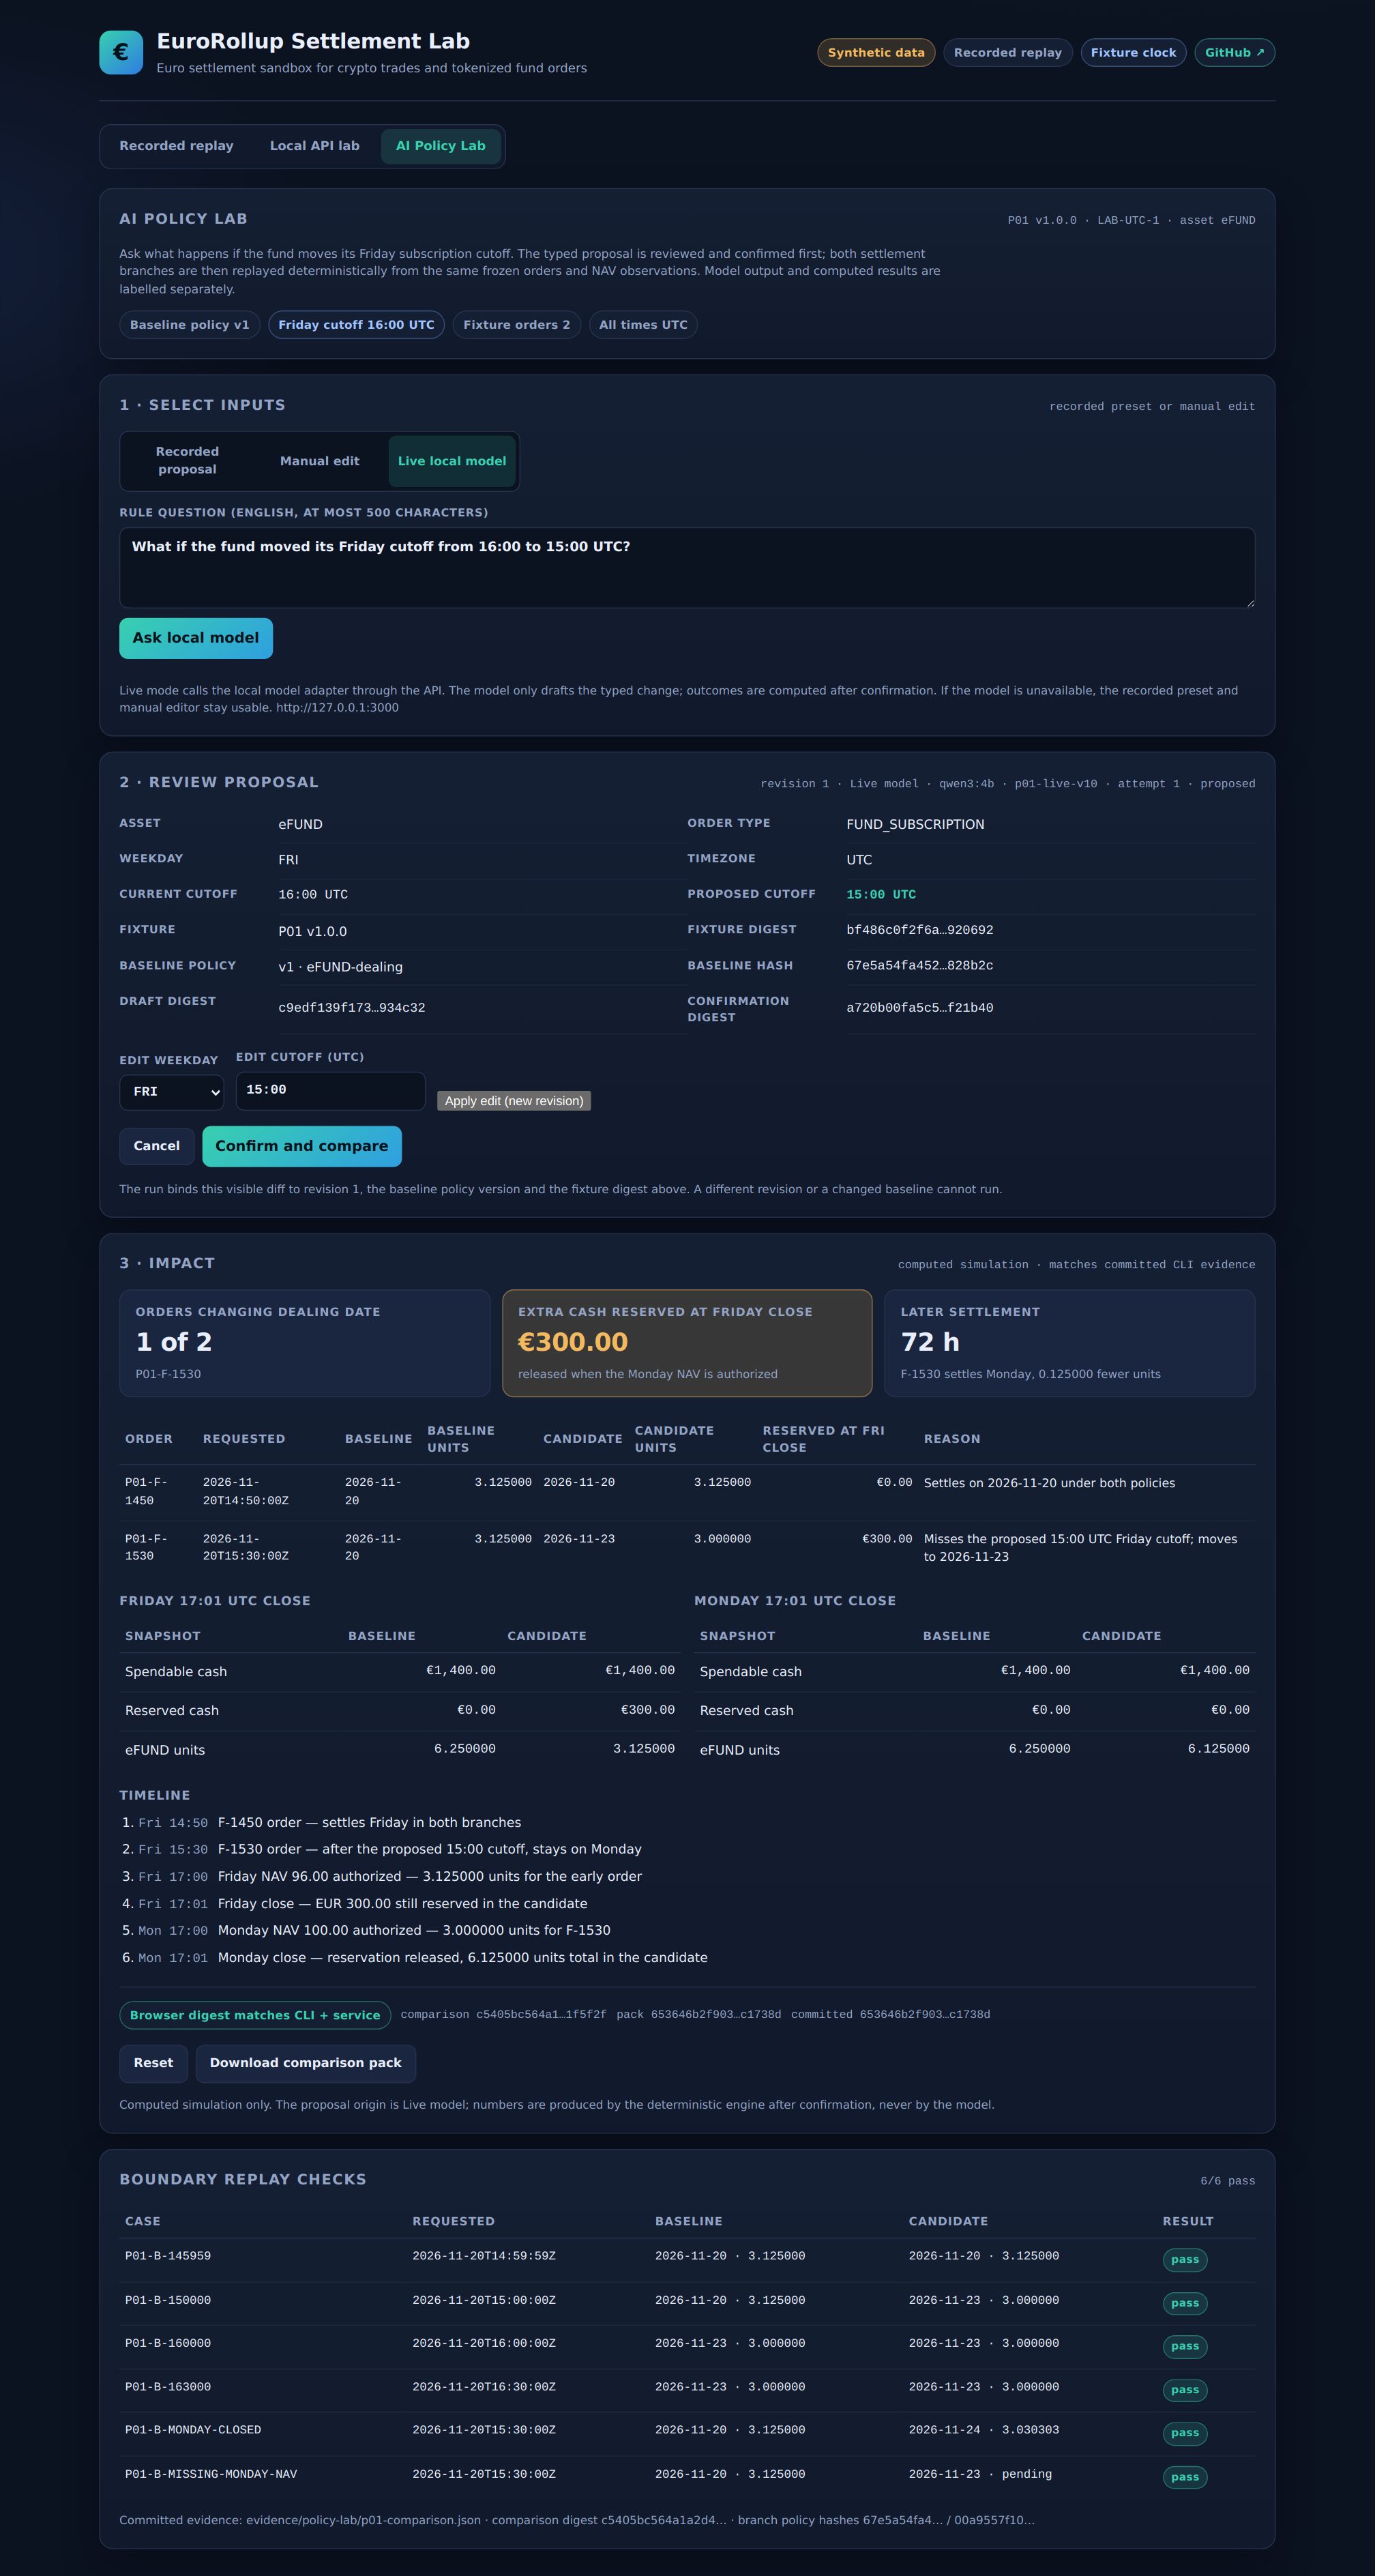 €
EuroRollup Settlement Lab
Euro settlement sandbox for crypto trades and tokenized fund orders
Synthetic data
Recorded replay
Fixture clock
GitHub ↗
Recorded replay
Local API lab
AI Policy Lab
AI POLICY LAB
P01 v1.0.0 · LAB-UTC-1 · asset eFUND
Ask what happens if the fund moves its Friday subscription cutoff. The typed proposal is reviewed and confirmed first; both settlement
branches are then replayed deterministically from the same frozen orders and NAV observations. Model output and computed results are
labelled separately.
Baseline policy v1
Friday cutoff 16:00 UTC
Fixture orders 2
All times UTC
1 · SELECT INPUTS
recorded preset or manual edit
Recorded
proposal
Manual edit
Live local model
RULE QUESTION (ENGLISH, AT MOST 500 CHARACTERS)
What if the fund moved its Friday cutoff from 16:00 to 15:00 UTC?
Ask local model
Live mode calls the local model adapter through the API. The model only drafts the typed change; outcomes are computed after confirmation. If the model is unavailable, the recorded preset and
manual editor stay usable. http://127.0.0.1:3000
2 · REVIEW PROPOSAL
revision 1 · Live model · qwen3:4b · p01-live-v10 · attempt 1 · proposed
ASSET eFUND ORDER TYPE FUND_SUBSCRIPTION
WEEKDAY FRI TIMEZONE UTC
CURRENT CUTOFF 16:00 UTC PROPOSED CUTOFF 15:00 UTC
FIXTURE P01 v1.0.0 FIXTURE DIGEST bf486c0f2f6a…920692
BASELINE POLICY v1 · eFUND-dealing BASELINE HASH 67e5a54fa452…828b2c
DRAFT DIGEST c9edf139f173…934c32 CONFIRMATION
DIGEST a720b00fa5c5…f21b40
EDIT WEEKDAY
EDIT CUTOFF (UTC)
FRI
15:00
Apply edit (new revision)
Cancel
Confirm and compare
The run binds this visible diff to revision 1, the baseline policy version and the fixture digest above. A different revision or a changed baseline cannot run.
3 · IMPACT
computed simulation · matches committed CLI evidence
ORDERS CHANGING DEALING DATE
1 of 2
P01-F-1530
EXTRA CASH RESERVED AT FRIDAY CLOSE
€300.00
released when the Monday NAV is authorized
LATER SETTLEMENT
72 h
F-1530 settles Monday, 0.125000 fewer units
ORDER REQUESTED BASELINE BASELINE CANDIDATE CANDIDATE RESERVED AT FRI REASON
UNITS UNITS CLOSE
P01-F- 2026-11- 2026-11- 3.125000 2026-11-20 3.125000 €0.00 Settles on 2026-11-20 under both policies
1450 20T14:50:00Z 20
P01-F- 2026-11- 2026-11- 3.125000 2026-11-23 3.000000 €300.00 Misses the proposed 15:00 UTC Friday cutoff; moves
1530 20T15:30:00Z 20 to 2026-11-23
FRIDAY 17:01 UTC CLOSE
SNAPSHOT BASELINE CANDIDATE
Spendable cash €1,400.00 €1,400.00
Reserved cash €0.00 €300.00
eFUND units 6.250000 3.125000
MONDAY 17:01 UTC CLOSE
SNAPSHOT BASELINE CANDIDATE
Spendable cash €1,400.00 €1,400.00
Reserved cash €0.00 €0.00
eFUND units 6.250000 6.125000
TIMELINE
1. Fri 14:50 F-1450 order — settles Friday in both branches
2. Fri 15:30 F-1530 order — after the proposed 15:00 cutoff, stays on Monday
3. Fri 17:00 Friday NAV 96.00 authorized — 3.125000 units for the early order
4. Fri 17:01 Friday close — EUR 300.00 still reserved in the candidate
5. Mon 17:00 Monday NAV 100.00 authorized — 3.000000 units for F-1530
6. Mon 17:01 Monday close — reservation released, 6.125000 units total in the candidate
Browser digest matches CLI + service
comparison c5405bc564a1…1f5f2f pack 653646b2f903…c1738d committed 653646b2f903…c1738d
Reset
Download comparison pack
Computed simulation only. The proposal origin is Live model; numbers are produced by the deterministic engine after confirmation, never by the model.
BOUNDARY REPLAY CHECKS
6/6 pass
CASE REQUESTED BASELINE CANDIDATE RESULT
P01-B-145959 2026-11-20T14:59:59Z 2026-11-20 · 3.125000 2026-11-20 · 3.125000 pass
P01-B-150000 2026-11-20T15:00:00Z 2026-11-20 · 3.125000 2026-11-23 · 3.000000 pass
P01-B-160000 2026-11-20T16:00:00Z 2026-11-23 · 3.000000 2026-11-23 · 3.000000 pass
P01-B-163000 2026-11-20T16:30:00Z 2026-11-23 · 3.000000 2026-11-23 · 3.000000 pass
P01-B-MONDAY-CLOSED 2026-11-20T15:30:00Z 2026-11-20 · 3.125000 2026-11-24 · 3.030303 pass
P01-B-MISSING-MONDAY-NAV 2026-11-20T15:30:00Z 2026-11-20 · 3.125000 2026-11-23 · pending pass
Committed evidence: evidence/policy-lab/p01-comparison.json · comparison digest c5405bc564a1a2d4… · branch policy hashes 67e5a54fa4… / 00a9557f10…